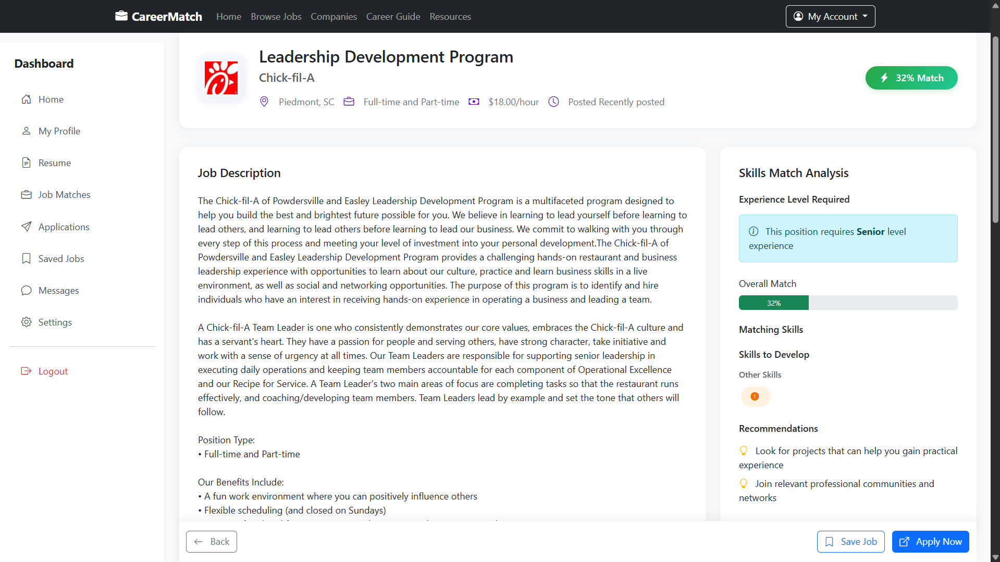 CareerMatch
Home
Browse Jobs
Companies
Career Guide
Resources
My Account
Dashboard
Home
My Profile
Resume
Job Matches
Applications
Saved Jobs
Messages
Settings
Logout
Leadership Development Program
Chick-fil-A
Piedmont, SC
Full-time and Part-time
$18.00/hour
Posted Recently posted
32% Match
Job Description
The Chick-fil-A of Powdersville and Easley Leadership Development Program is a multifaceted program designed to
help you build the best and brightest future possible for you. We believe in learning to lead yourself before learning to
lead others, and learning to lead others before learning to lead our business. We commit to walking with you through
every step of this process and meeting your level of investment into your personal development.The Chick-fil-A of
Powdersville and Easley Leadership Development Program provides a challenging hands-on restaurant and business
leadership experience with opportunities to learn about our culture, practice and learn business skills in a live
environment, as well as social and networking opportunities. The purpose of this program is to identify and hire
individuals who have an interest in receiving hands-on experience in operating a business and leading a team.
A Chick-fil-A Team Leader is one who consistently demonstrates our core values, embraces the Chick-fil-A culture and
has a servant’s heart. They have a passion for people and serving others, have strong character, take initiative and
work with a sense of urgency at all times. Our Team Leaders are responsible for supporting senior leadership in
executing daily operations and keeping team members accountable for each component of Operational Excellence
and our Recipe for Service. A Team Leader’s two main areas of focus are completing tasks so that the restaurant runs
effectively, and coaching/developing team members. Team Leaders lead by example and set the tone that others will
follow.
Position Type:
• Full-time and Part-time
Our Benefits Include:
• A fun work environment where you can positively influence others
• Flexible scheduling (and closed on Sundays)
Skills Match Analysis
Experience Level Required
This position requires Senior level
experience
Overall Match
32%
Matching Skills
Skills to Develop
Other Skills
Recommendations
Look for projects that can help you gain practical
experience
Join relevant professional communities and
networks
Back
Save Job
Apply Now